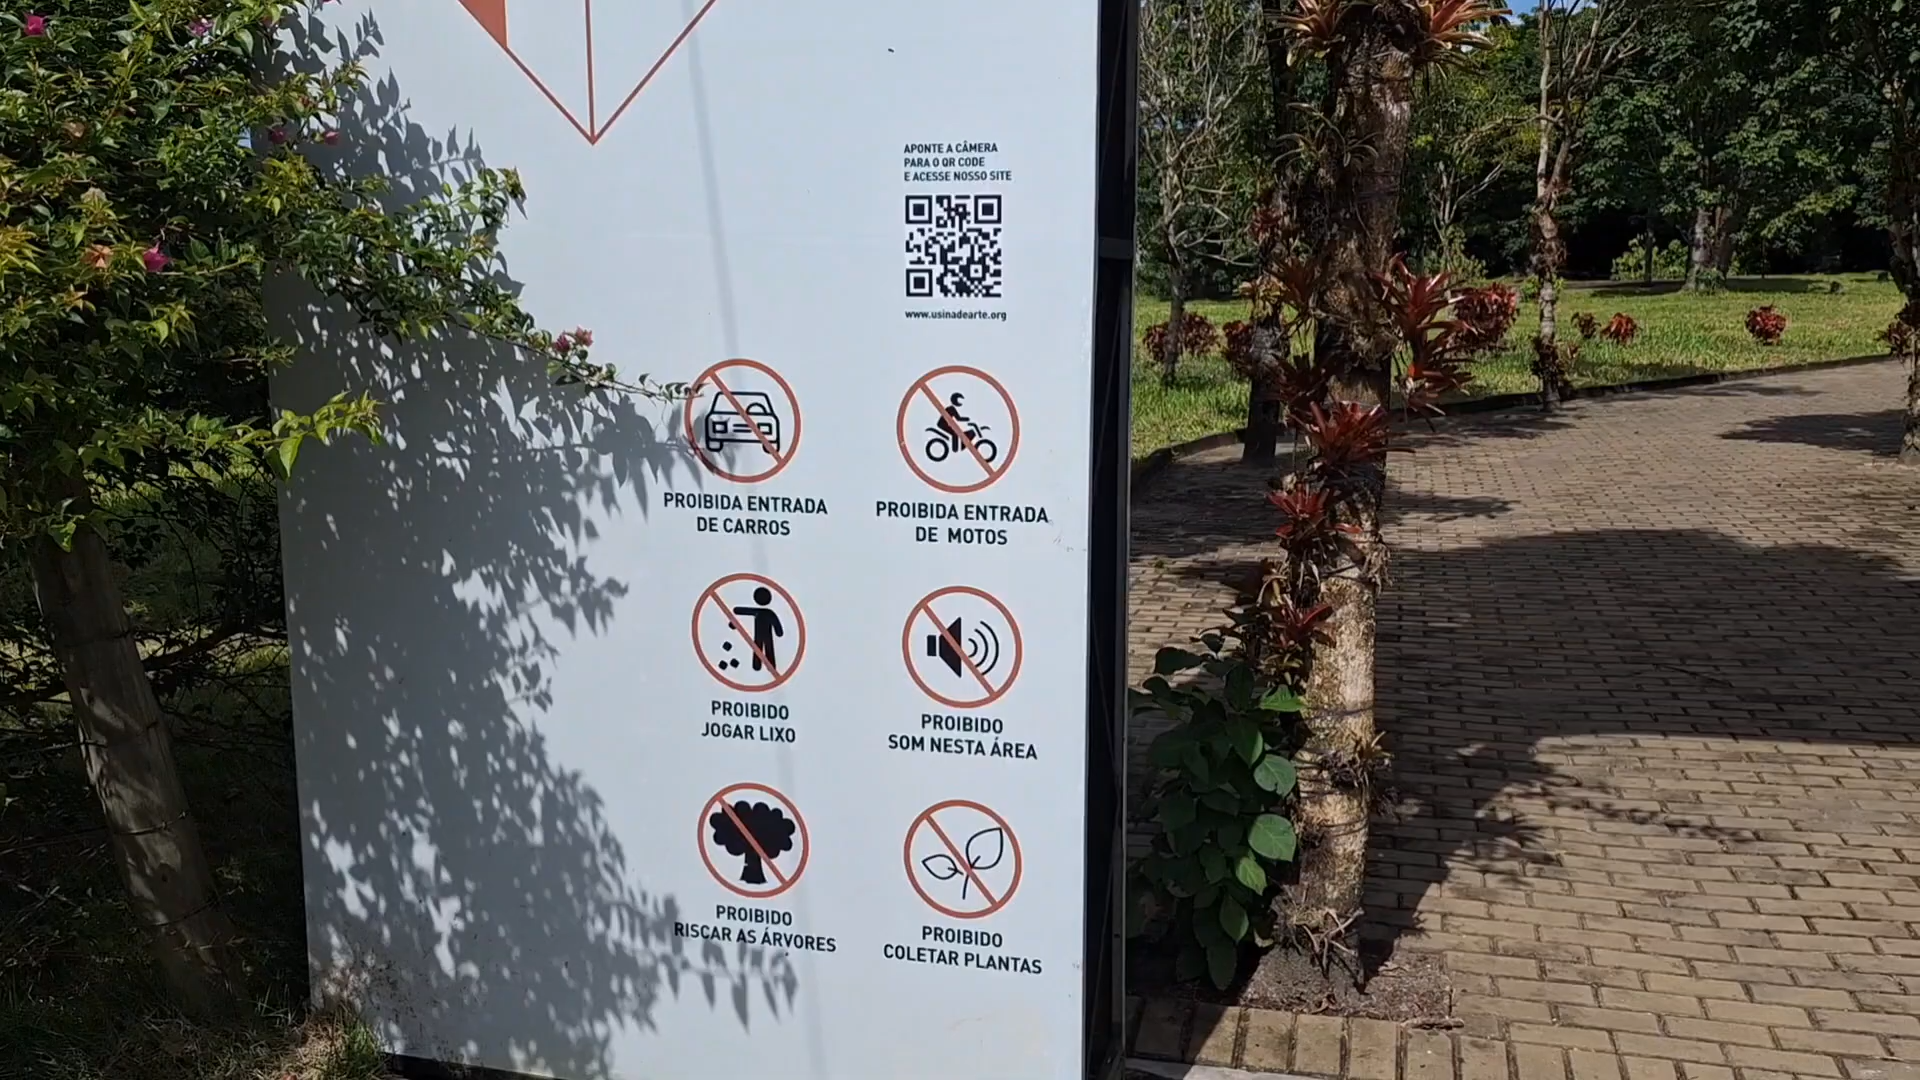 APONTE A CÂMERA
PARA O QR CODE
E ACESSE NOSSO SITE
www.usinadearte.org
PROIBIDA ENTRADA
DE CARROS
PROIBIDA ENTRADA
DE MOTOS
PROIBIDO
JOGAR LIXO
PROIBIDO
SOM NESTA ÁREA
PROIBIDO
RISCAR AS ÁRVORES
PROIBIDO
COLETAR PLANTAS